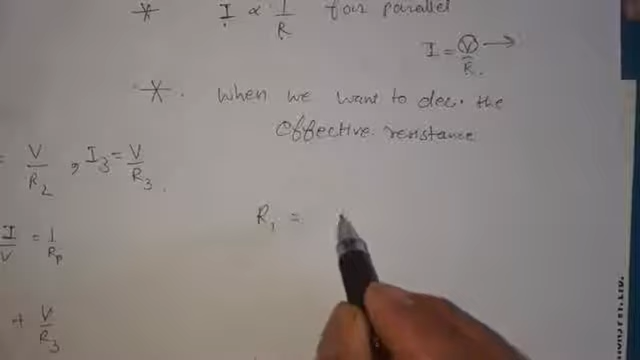 * I ∝ 1/R for parallel
I = V/R →
* . When we want to dec. the
effective resistance
= V/R₂ , I₃ = V/R₃ .
R₁ =
I/V = 1/Rₚ
+ V/R₃